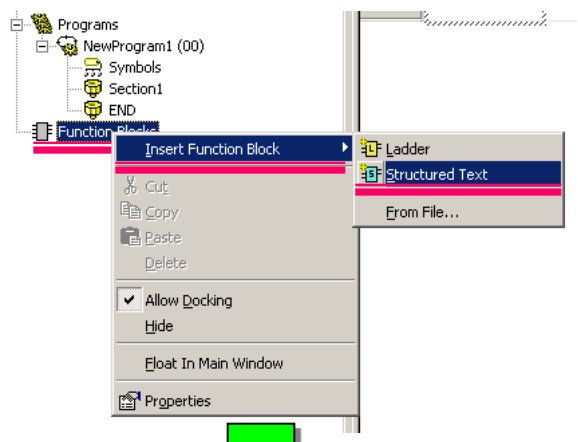 Programs
NewProgram1 (00)
Symbols
Section1
END
Function Blocks
Insert Function Block
Cut
Copy
Paste
Delete
Allow Docking
Hide
Float In Main Window
Properties
Ladder
Structured Text
From File...